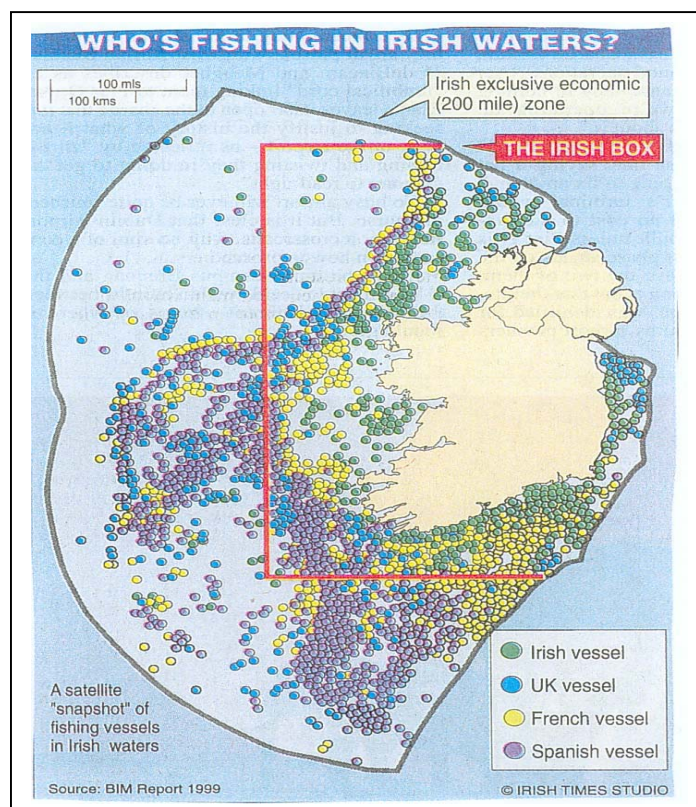 WHO'S FISHING IN IRISH WATERS?
100 mls
100 kms
Irish exclusive economic
(200 mile) zone
THE IRISH BOX
Irish vessel
UK vessel
French vessel
Spanish vessel
A satellite
"snapshot" of
fishing vessels
in Irish waters
Source: BIM Report 1999
© IRISH TIMES STUDIO